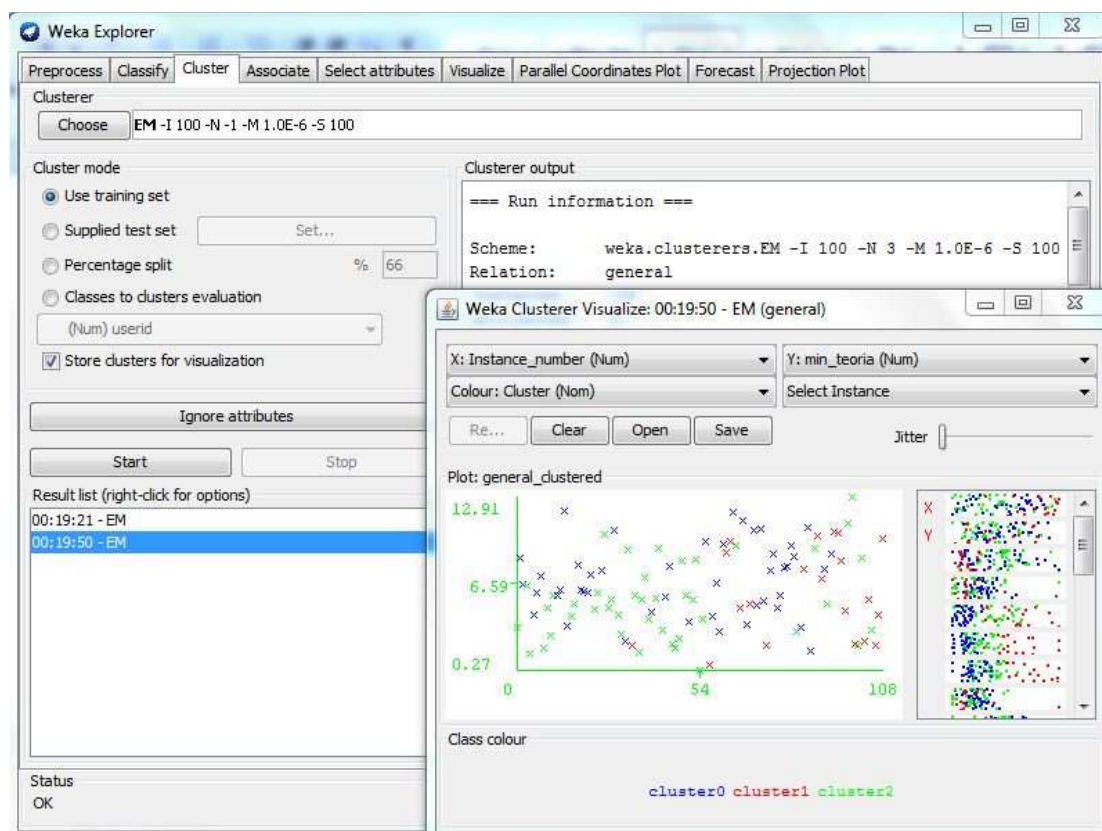 Weka Explorer
Preprocess Classify Cluster Associate Select attributes Visualize Parallel Coordinates Plot Forecast Projection Plot
Clusterer
Choose EM -I 100 -N -1 -M 1.0E-6 -S 100
Cluster mode
Use training set
Supplied test set Set...
Percentage split % 66
Classes to clusters evaluation
(Num) userid
Store clusters for visualization
Ignore attributes
Start Stop
Result list (right-click for options)
00:19:21 - EM
00:19:50 - EM
Status
OK
Clusterer output
=== Run information ===
Scheme: weka.clusterers.EM -I 100 -N 3 -M 1.0E-6 -S 100
Relation: general
Weka Clusterer Visualize: 00:19:50 - EM (general)
X: Instance_number (Num) Y: min_teoria (Num)
Colour: Cluster (Nom) Select Instance
Re... Clear Open Save Jitter
Plot: general_clustered
12.91
6.59
0.27
0 54 108
X
Y
Class colour
cluster0 cluster1 cluster2